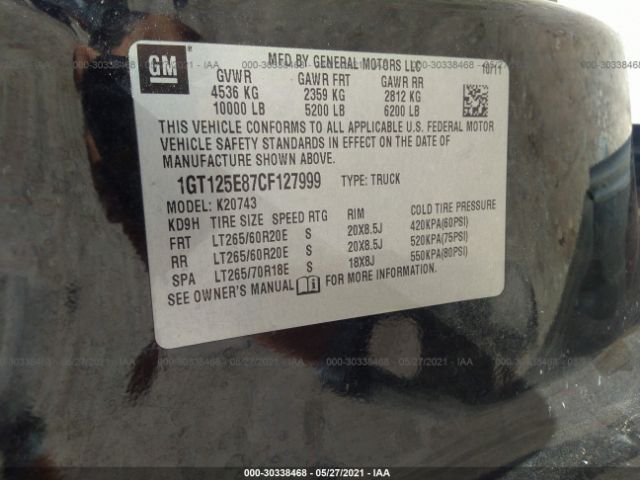 GM
MFD BY GENERAL MOTORS LLC
10/11
GVWR GAWR FRT GAWR RR
4536 KG 2359 KG 2812 KG
10000 LB 5200 LB 6200 LB
THIS VEHICLE CONFORMS TO ALL APPLICABLE U.S. FEDERAL MOTOR
VEHICLE SAFETY STANDARDS IN EFFECT ON THE DATE OF
MANUFACTURE SHOWN ABOVE.
1GT125E87CF127999 TYPE: TRUCK
MODEL: K20743
KD9H TIRE SIZE SPEED RTG RIM COLD TIRE PRESSURE
FRT LT265/60R20E S 20X8.5J 420KPA(60PSI)
RR LT265/60R20E S 20X8.5J 520KPA(75PSI)
SPA LT265/70R18E S 18X8J 550KPA(80PSI)
SEE OWNER'S MANUAL FOR MORE INFORMATION.
000-30338468 - 05/27/2021 - IAA